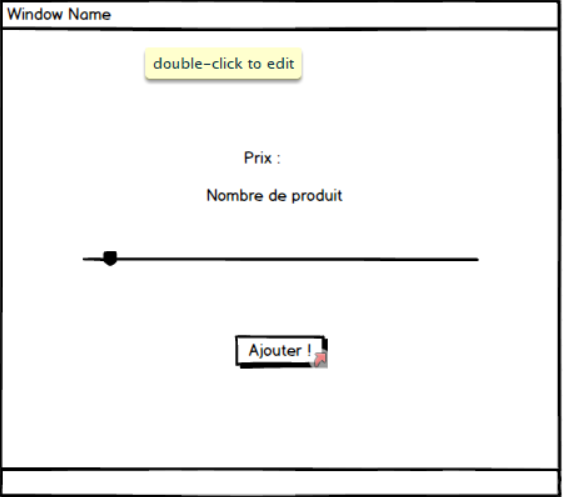 Window Name
double-click to edit
Prix :
Nombre de produit
Ajouter !